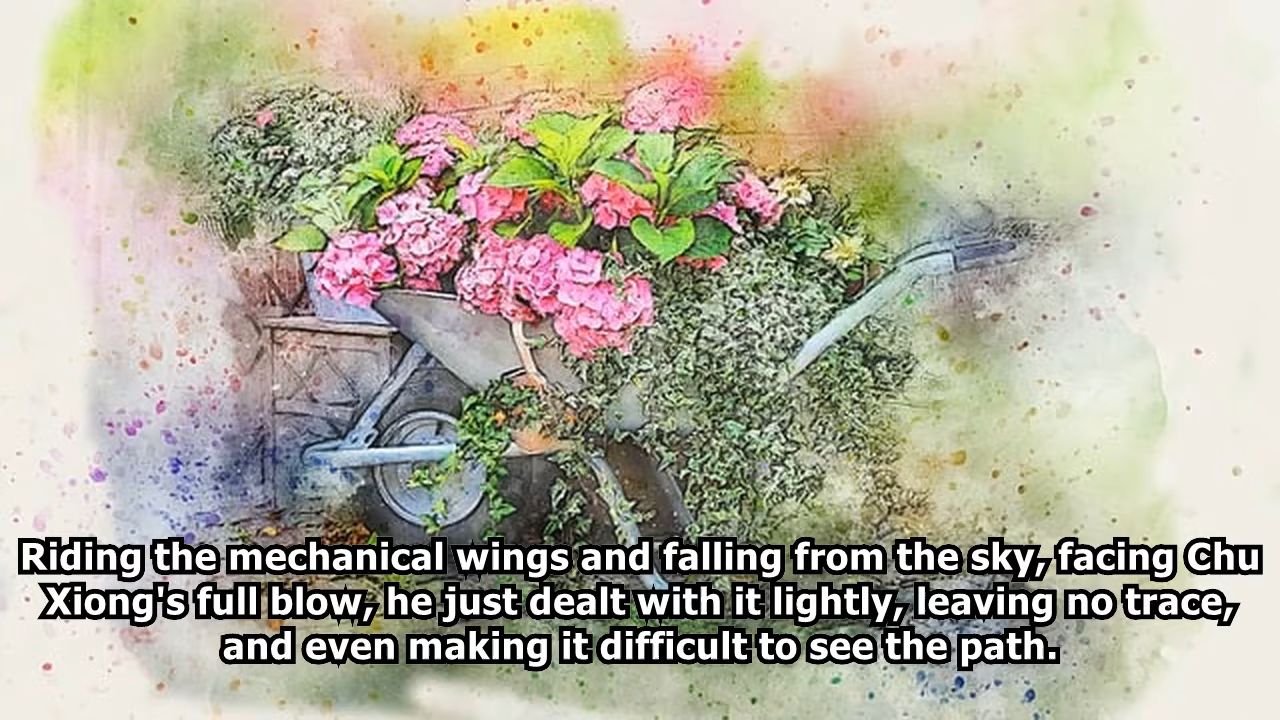 Riding the mechanical wings and falling from the sky, facing Chu
Xiong's full blow, he just dealt with it lightly, leaving no trace,
and even making it difficult to see the path.